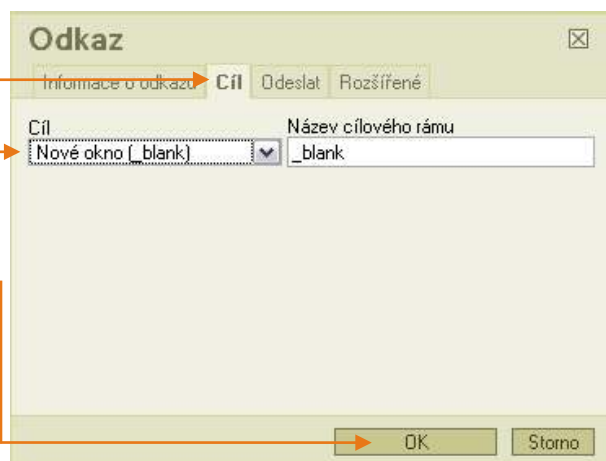 Odkaz
Informace o odkazu Cíl Odeslat Rozšířené
Cíl Název cílového rámu
Nové okno (_blank) _blank
OK Storno